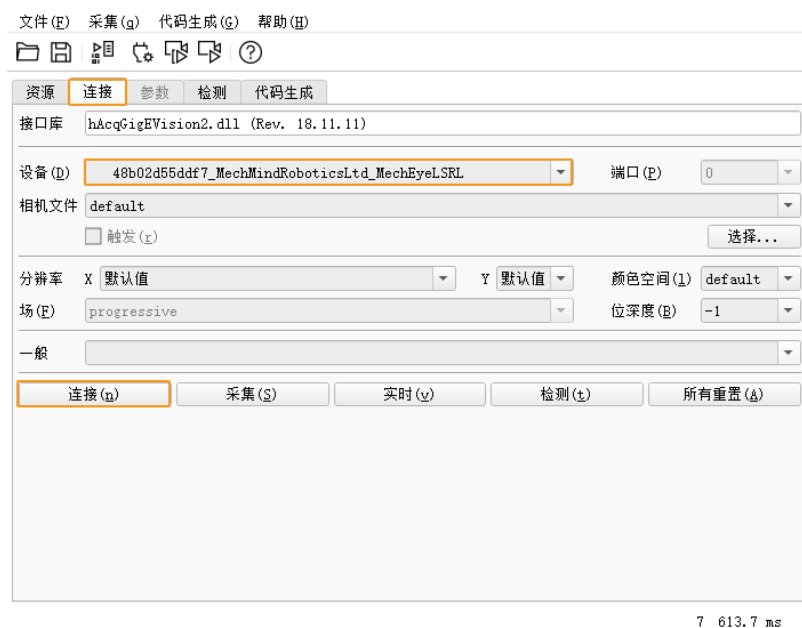 文件(F) 采集(q) 代码生成(G) 帮助(H)
资源 连接 参数 检测 代码生成
接口库 hAcqGigEVision2.dll (Rev. 18.11.11)
设备(D) 48b02d55ddf7_MechMindRoboticsLtd_MechEyeLSRL 端口(P) 0
相机文件 default
触发(r) 选择...
分辨率 X 默认值 Y 默认值 颜色空间(l) default
场(F) progressive 位深度(B) -1
一般
连接(n) 采集(S) 实时(v) 检测(t) 所有重置(A)
7 613.7 ms